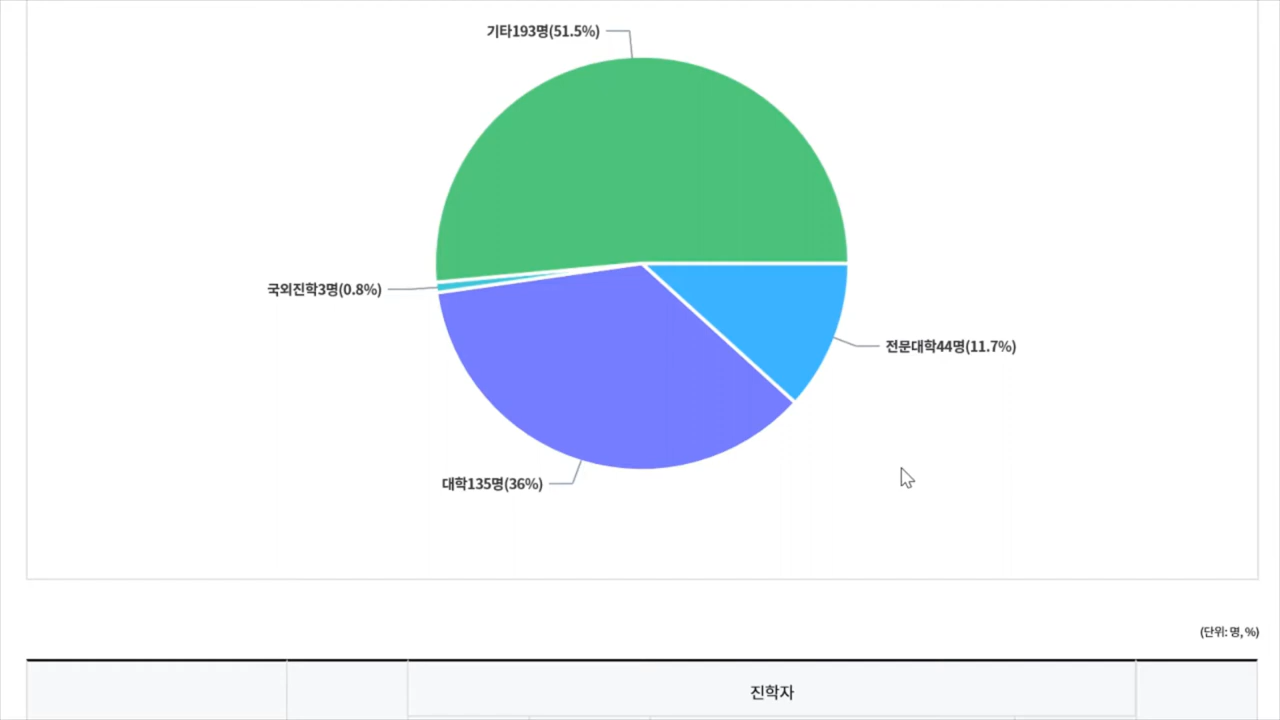 기타193명(51.5%)
국외진학3명(0.8%)
전문대학44명(11.7%)
대학135명(36%)
(단위: 명, %)
진학자